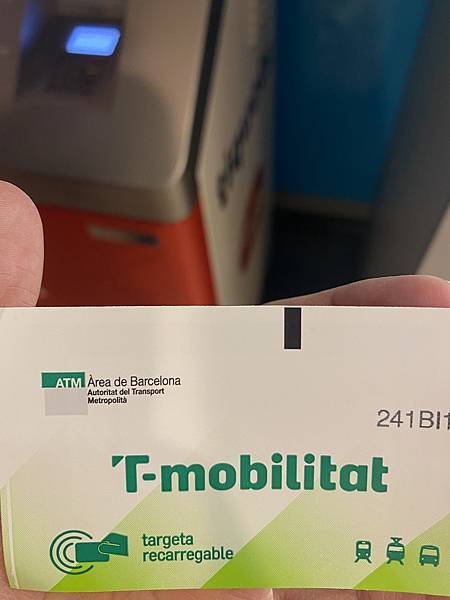 ATM Àrea de Barcelona
Autoritat del Transport
Metropolità
241BI1
T-mobilitat
targeta
recarregable